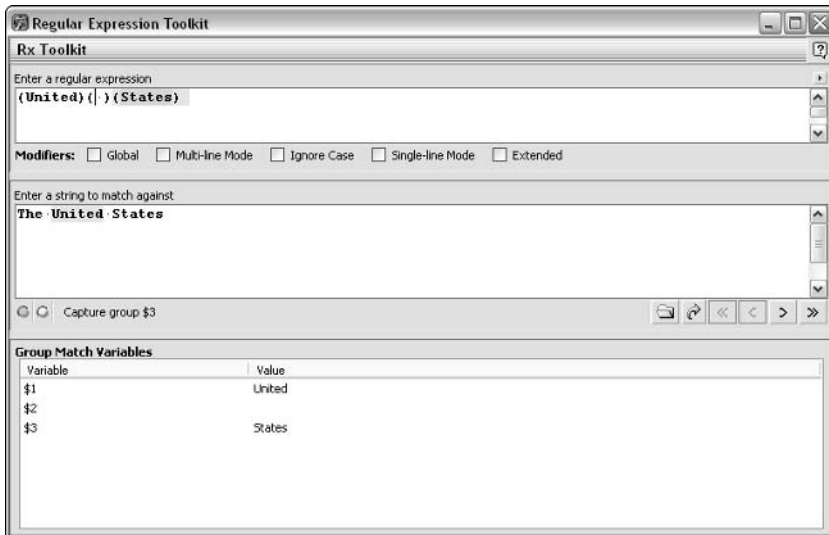 Regular Expression Toolkit
Rx Toolkit
Enter a regular expression
(United)(·)(States)
Modifiers: Global Multi-line Mode Ignore Case Single-line Mode Extended
Enter a string to match against
The·United·States
Capture group $3
Group Match Variables
Variable Value
$1 United
$2
$3 States